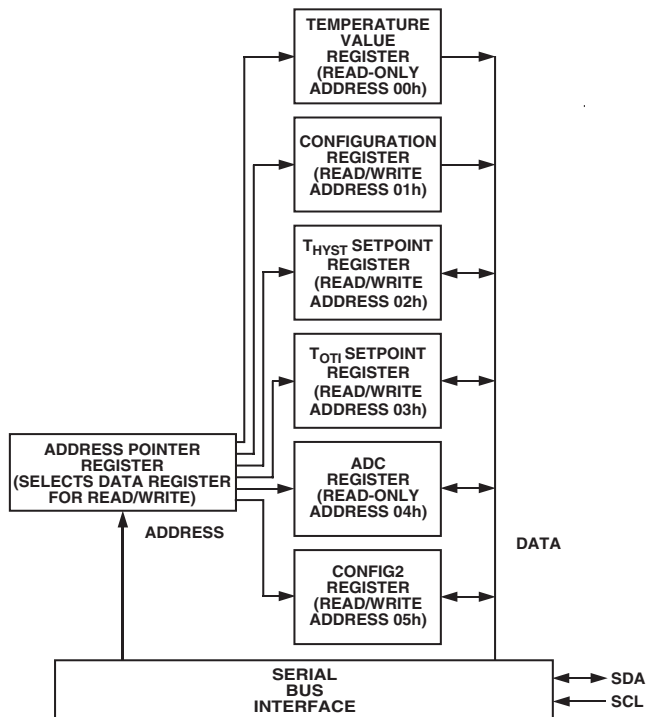 TEMPERATURE
VALUE
REGISTER
(READ-ONLY
ADDRESS 00h)
CONFIGURATION
REGISTER
(READ/WRITE
ADDRESS 01h)
THYST SETPOINT
REGISTER
(READ/WRITE
ADDRESS 02h)
TOTI SETPOINT
REGISTER
(READ/WRITE
ADDRESS 03h)
ADDRESS POINTER
REGISTER
(SELECTS DATA REGISTER
FOR READ/WRITE)
ADC
REGISTER
(READ-ONLY
ADDRESS 04h)
ADDRESS
DATA
CONFIG2
REGISTER
(READ/WRITE
ADDRESS 05h)
SERIAL
BUS
INTERFACE
SDA
SCL